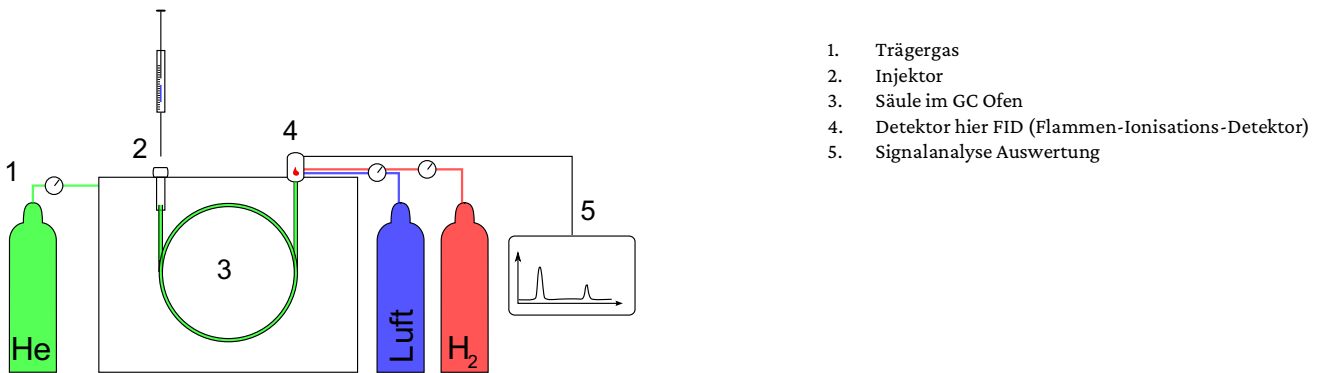 1
2
3
4
5
He
Luft
H₂
1. Trägergas
2. Injektor
3. Säule im GC Ofen
4. Detektor hier FID (Flammen-Ionisations-Detektor)
5. Signalanalyse Auswertung